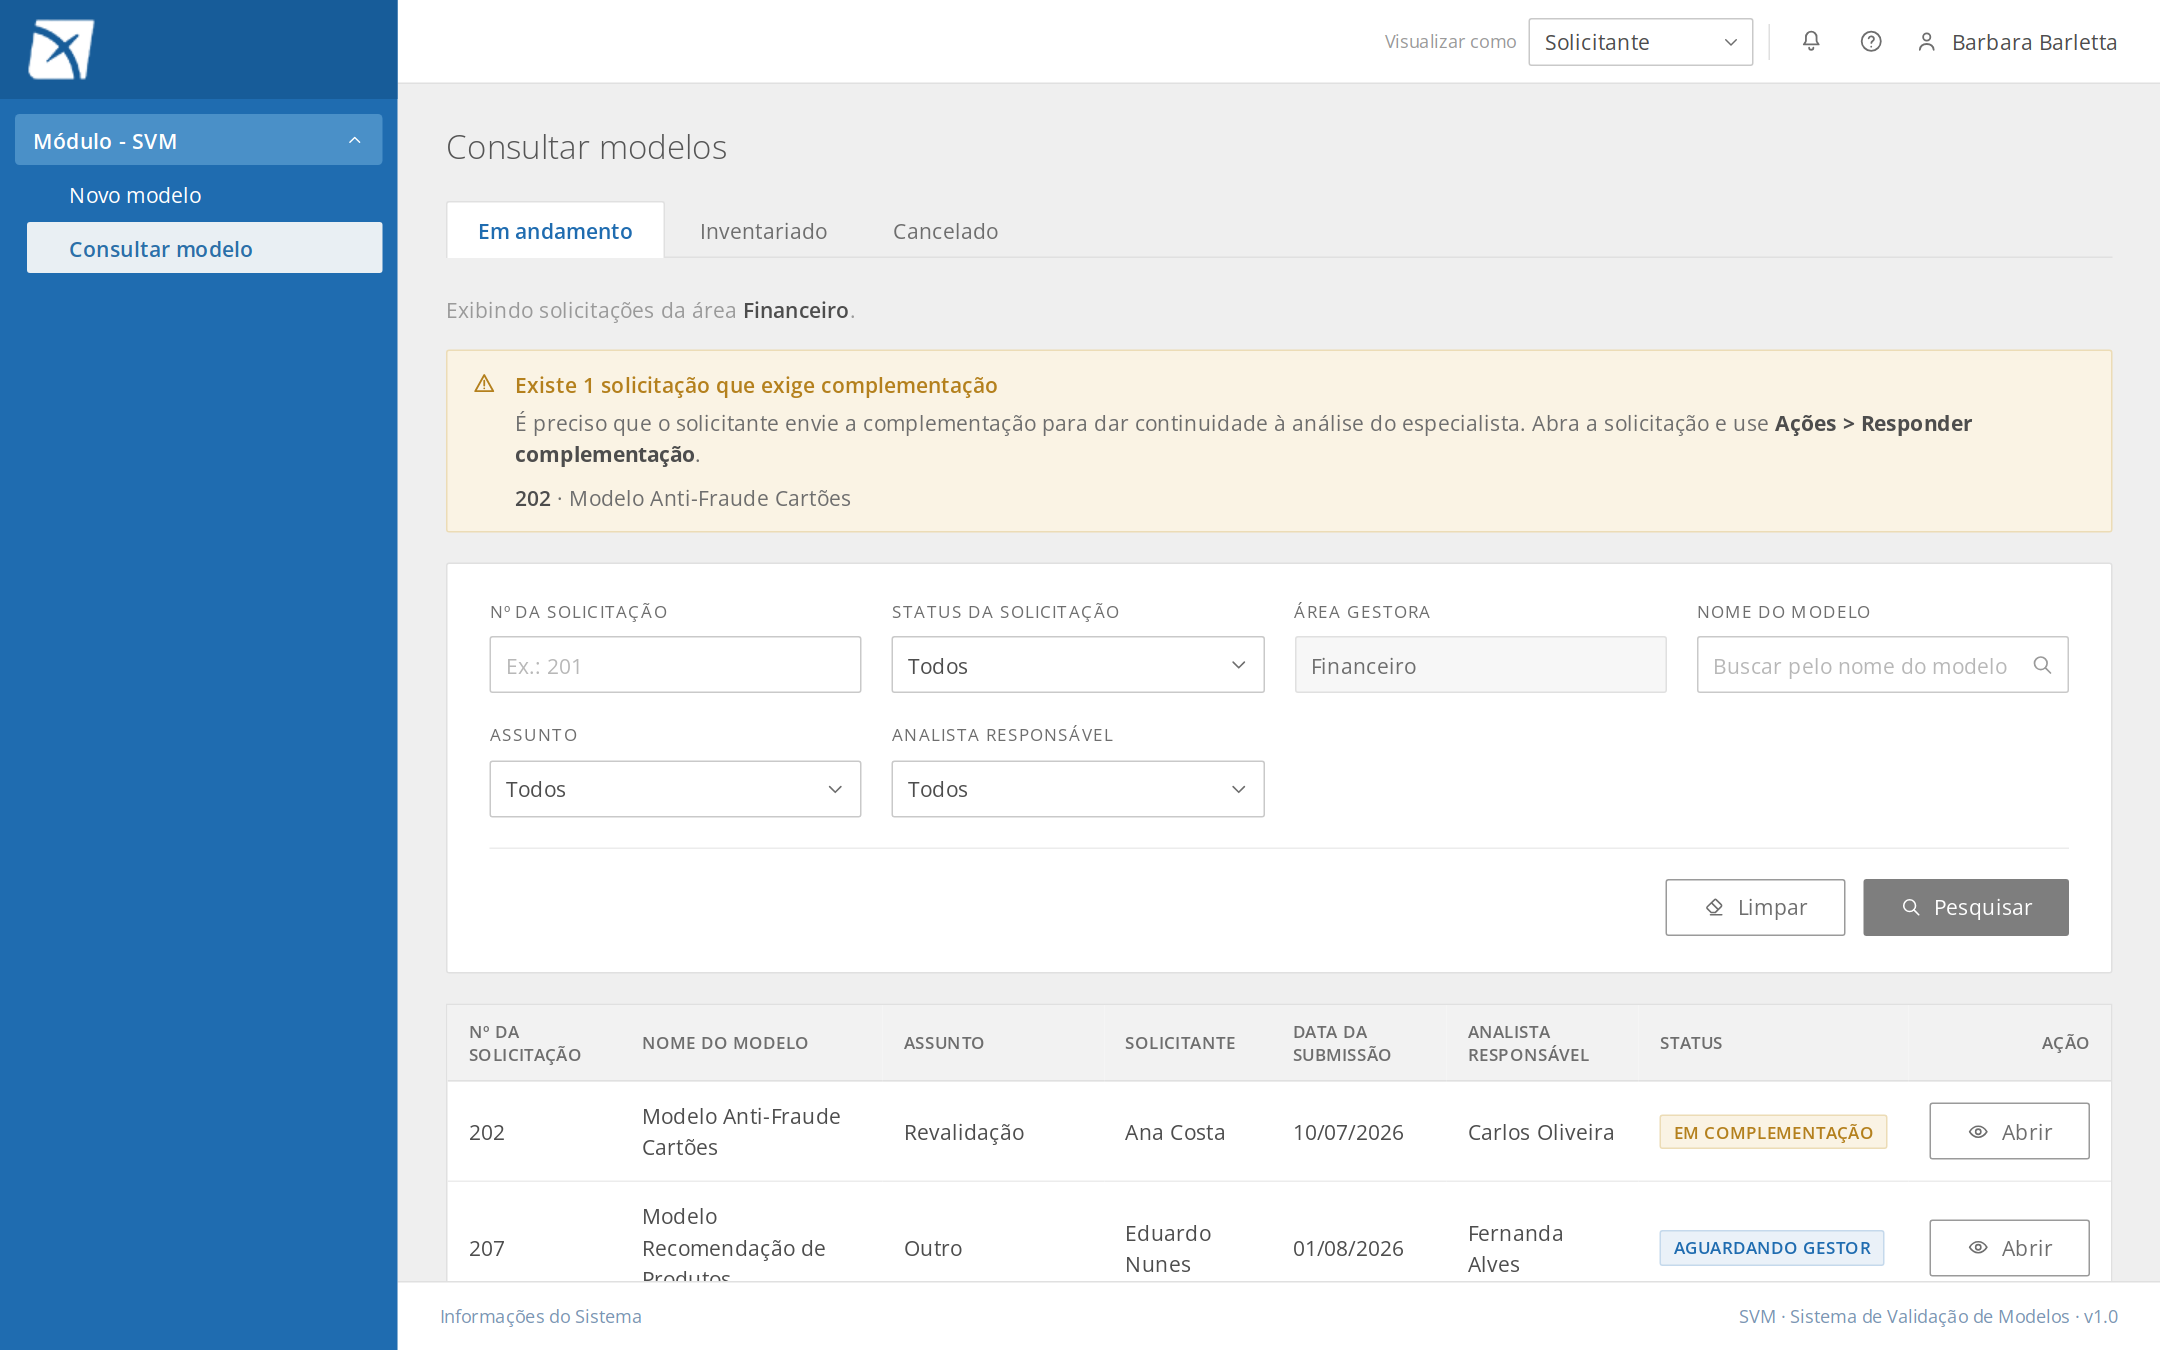 Visualizar como
Solicitante
Barbara Barletta
Módulo - SVM
Novo modelo
Consultar modelo
Consultar modelos
Em andamento
Inventariado
Cancelado
Exibindo solicitações da área Financeiro.
Existe 1 solicitação que exige complementação
É preciso que o solicitante envie a complementação para dar continuidade à análise do especialista. Abra a solicitação e use Ações > Responder
complementação.
202 · Modelo Anti-Fraude Cartões
Nº DA SOLICITAÇÃO
STATUS DA SOLICITAÇÃO
ÁREA GESTORA
NOME DO MODELO
Ex.: 201
Todos
Financeiro
Buscar pelo nome do modelo
ASSUNTO
ANALISTA RESPONSÁVEL
Todos
Todos
Limpar
Pesquisar
Nº DA
SOLICITAÇÃO
NOME DO MODELO
ASSUNTO
SOLICITANTE
DATA DA
SUBMISSÃO
ANALISTA
RESPONSÁVEL
STATUS
AÇÃO
202
Modelo Anti-Fraude
Cartões
Revalidação
Ana Costa
10/07/2026
Carlos Oliveira
EM COMPLEMENTAÇÃO
Abrir
207
Modelo
Recomendação de
Produtos
Outro
Eduardo
Nunes
01/08/2026
Fernanda
Alves
AGUARDANDO GESTOR
Abrir
Informações do Sistema
SVM · Sistema de Validação de Modelos · v1.0